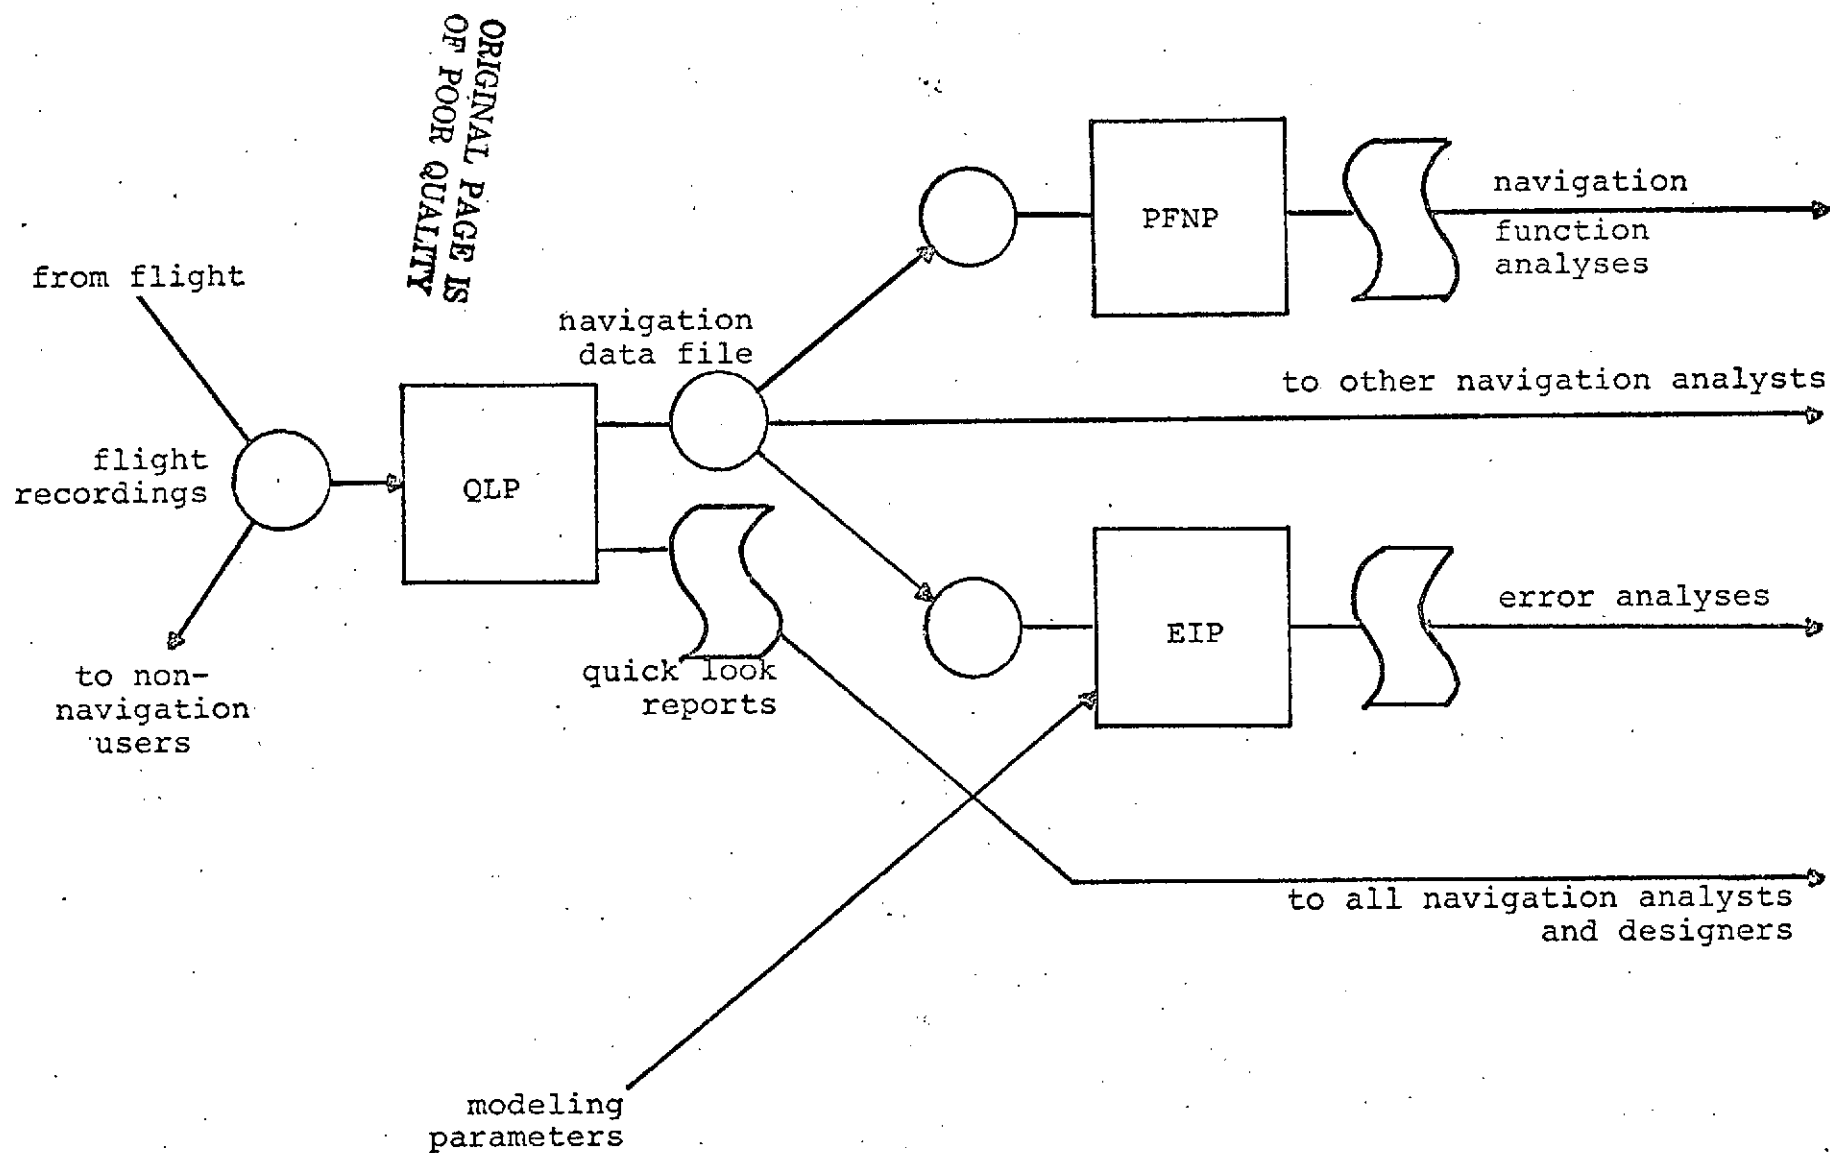 ORIGINAL PAGE IS
OF POOR QUALITY
PFNP
navigation
function
analyses
from flight
navigation
data file
to other navigation analysts
flight
recordings
QLP
error analyses
EIP
to non-
navigation
users
quick look
reports
to all navigation analysts
and designers
modeling
parameters